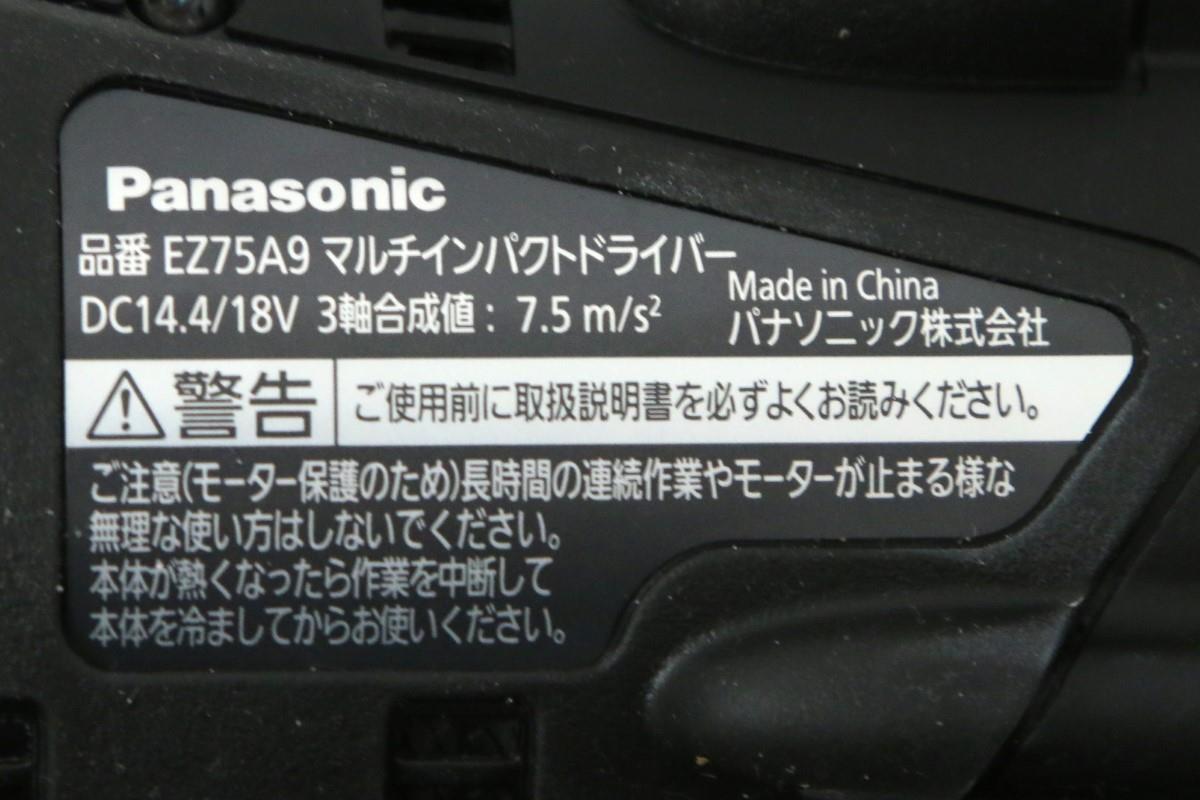 Panasonic
品番 EZ75A9 マルチインパクトドライバー
DC14.4/18V 3軸合成値： 7.5 m/s²
Made in China
パナソニック株式会社
警告 ご使用前に取扱説明書を必ずよくお読みください。
ご注意(モーター保護のため)長時間の連続作業やモーターが止まる様な
無理な使い方はしないでください。
本体が熱くなったら作業を中断して
本体を冷ましてからお使いください。